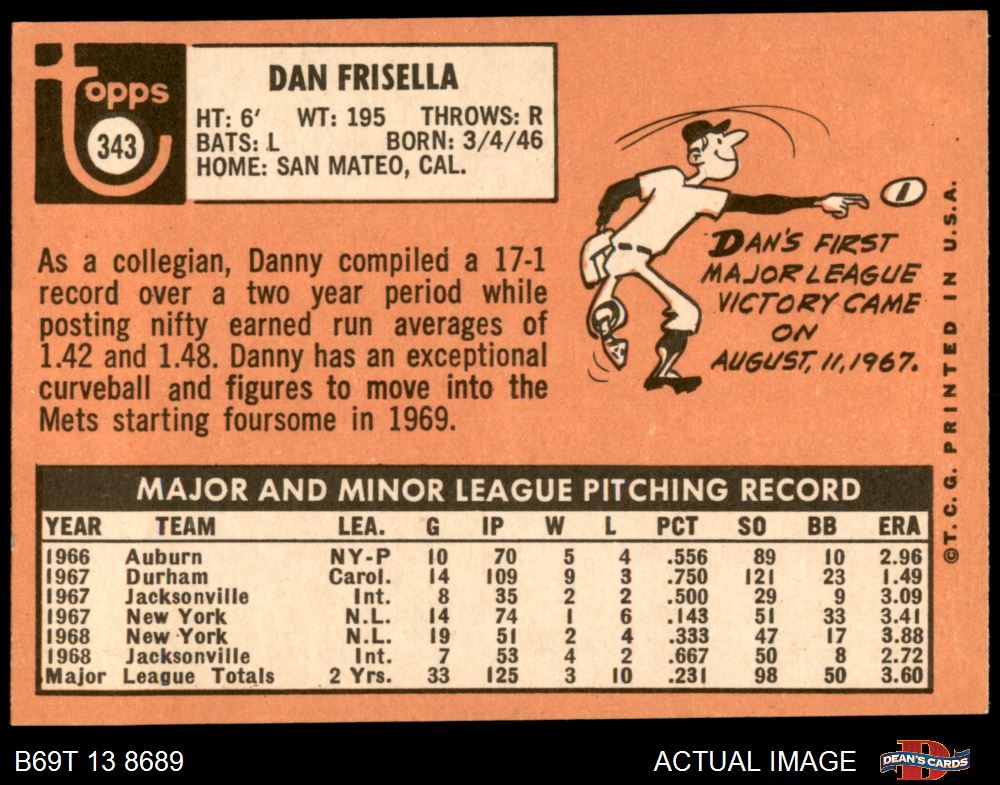 Topps
343
DAN FRISELLA
HT: 6' WT: 195 THROWS: R
BATS: L BORN: 3/4/46
HOME: SAN MATEO, CAL.
As a collegian, Danny compiled a 17-1
record over a two year period while
posting nifty earned run averages of
1.42 and 1.48. Danny has an exceptional
curveball and figures to move into the
Mets starting foursome in 1969.
DAN'S FIRST
MAJOR LEAGUE
VICTORY CAME
ON
AUGUST, 11, 1967.
©T.C.G. PRINTED IN U.S.A.
MAJOR AND MINOR LEAGUE PITCHING RECORD
YEAR TEAM LEA. G IP W L PCT SO BB ERA
1966 Auburn NY-P 10 70 5 4 .556 89 10 2.96
1967 Durham Carol. 14 109 9 3 .750 121 23 1.49
1967 Jacksonville Int. 8 35 2 2 .500 29 9 3.09
1967 New York N.L. 14 74 1 6 .143 51 33 3.41
1968 New York N.L. 19 51 2 4 .333 47 17 3.88
1968 Jacksonville Int. 7 53 4 2 .667 50 8 2.72
Major League Totals 2 Yrs. 33 125 3 10 .231 98 50 3.60
B69T 13 8689
ACTUAL IMAGE
DEAN'S CARDS